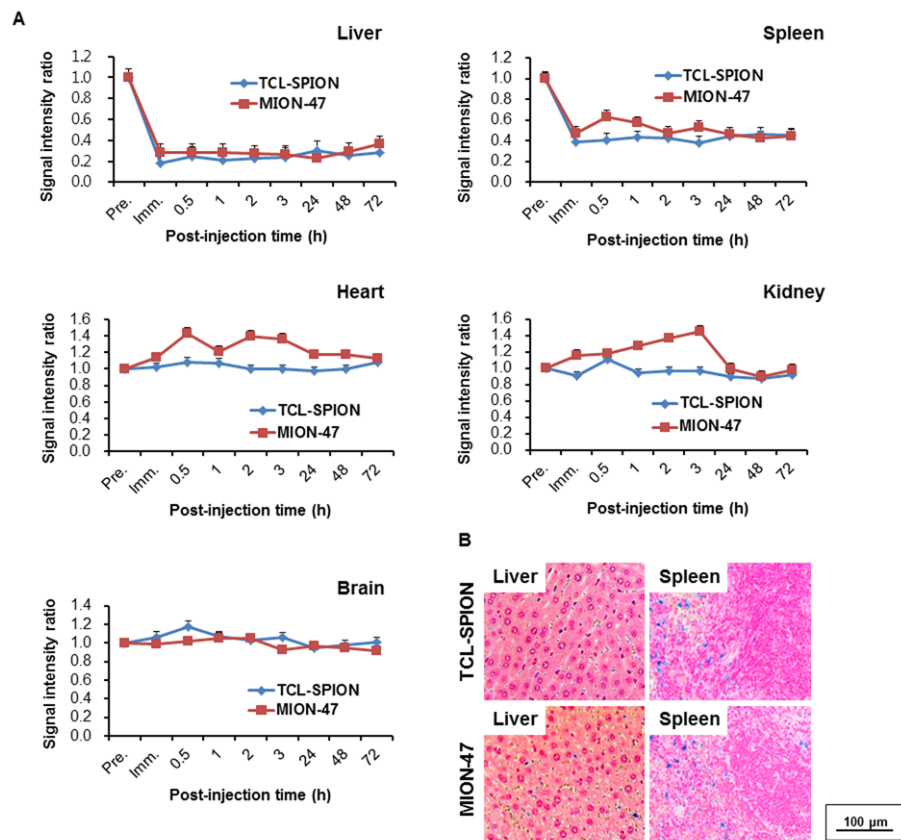 A
Liver
Signal intensity ratio
1.2
1.0
0.8
0.6
0.4
0.2
0.0
TCL-SPION
MION-47
Pre. Imm. 0.5 1 2 3 24 48 72
Post-injection time (h)
Spleen
Signal intensity ratio
1.2
1.0
0.8
0.6
0.4
0.2
0.0
TCL-SPION
MION-47
Pre. Imm. 0.5 1 2 3 24 48 72
Post-injection time (h)
Heart
Signal intensity ratio
1.6
1.4
1.2
1.0
0.8
0.6
0.4
0.2
0.0
TCL-SPION
MION-47
Pre. Imm. 0.5 1 2 3 24 48 72
Post-injection time (h)
Kidney
Signal intensity ratio
1.6
1.4
1.2
1.0
0.8
0.6
0.4
0.2
0.0
TCL-SPION
MION-47
Pre. Imm. 0.5 1 2 3 24 48 72
Post-injection time (h)
Brain
Signal intensity ratio
1.4
1.2
1.0
0.8
0.6
0.4
0.2
0.0
TCL-SPION
MION-47
Pre. Imm. 0.5 1 2 3 24 48 72
Post-injection time (h)
B
TCL-SPION
Liver
Spleen
MION-47
Liver
Spleen
100 µm